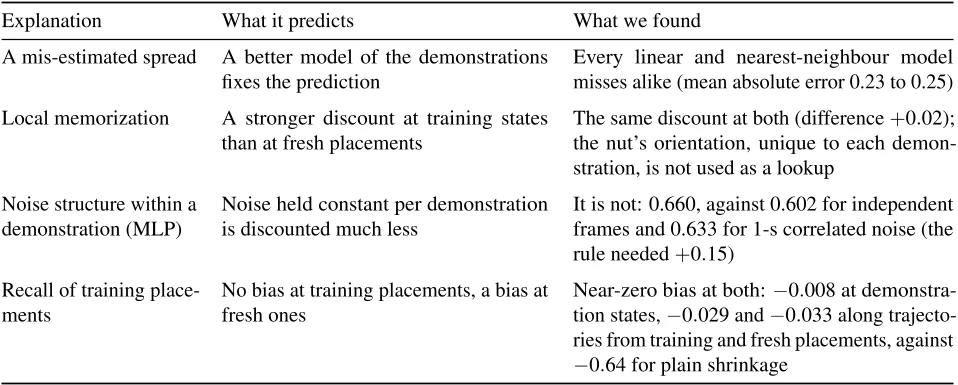 Explanation What it predicts What we found
A mis-estimated spread A better model of the demonstrations Every linear and nearest-neighbour model
fixes the prediction misses alike (mean absolute error 0.23 to 0.25)
Local memorization A stronger discount at training states The same discount at both (difference +0.02);
than at fresh placements the nut's orientation, unique to each demon-
stration, is not used as a lookup
Noise structure within a Noise held constant per demonstration It is not: 0.660, against 0.602 for independent
demonstration (MLP) is discounted much less frames and 0.633 for 1-s correlated noise (the
rule needed +0.15)
Recall of training place- No bias at training placements, a bias at Near-zero bias at both: −0.008 at demonstra-
ments fresh ones tion states, −0.029 and −0.033 along trajecto-
ries from training and fresh placements, against
−0.64 for plain shrinkage